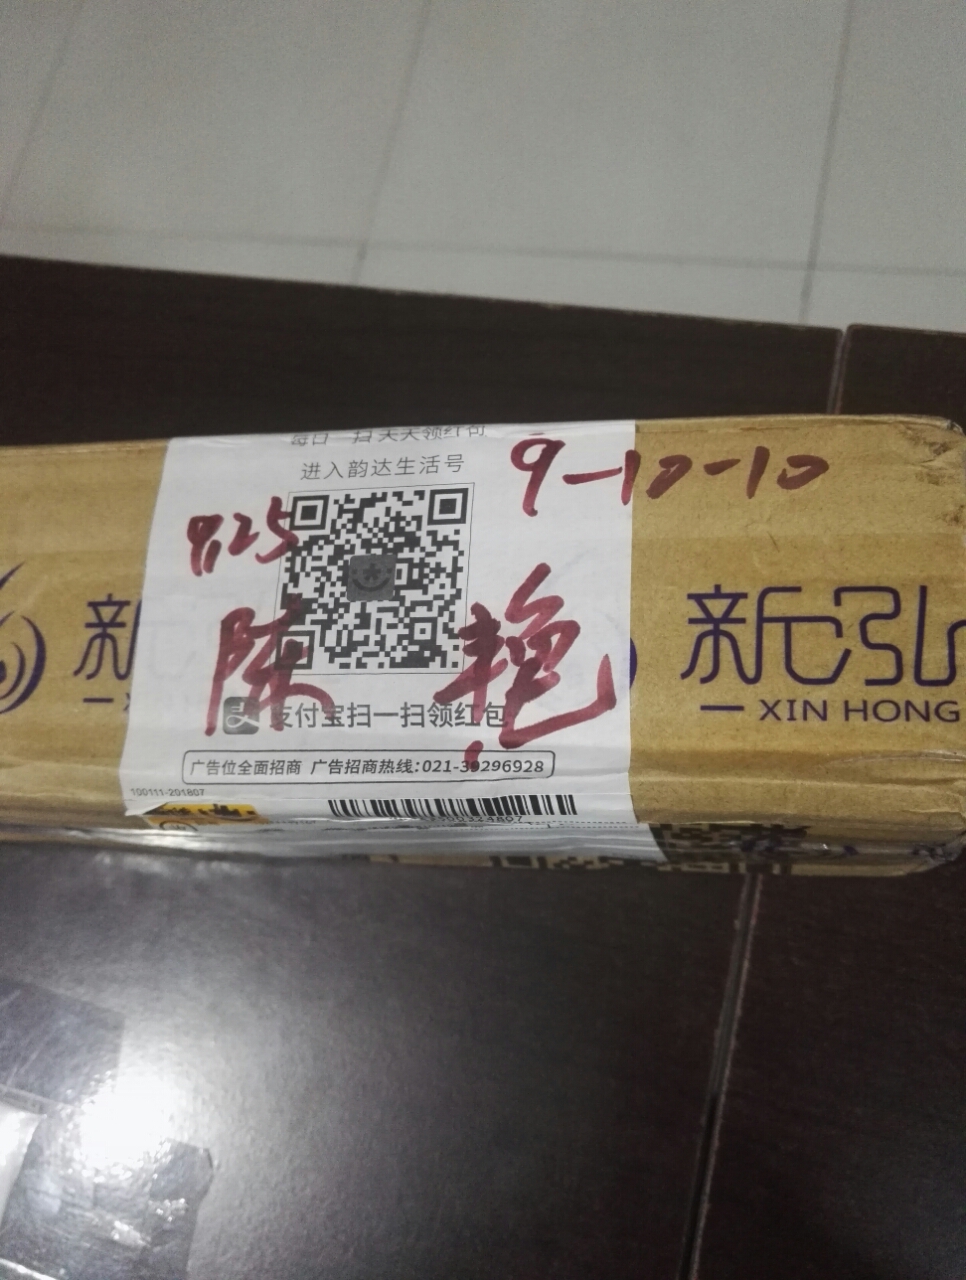 每日一扫天天领红包
进入韵达生活号
9-10-10
825
陈艳
支付宝扫一扫领红包
广告位全面招商 广告招商热线:021-39296928
100111-201807
新
新弘
XIN HONG